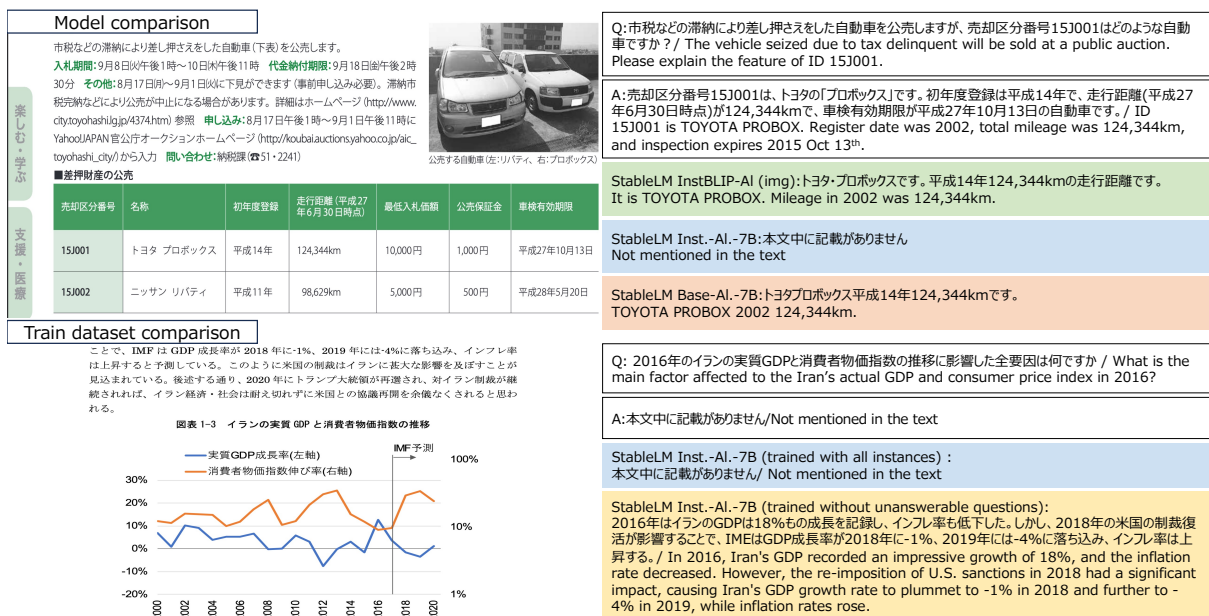 Model comparison
市税などの滞納により差し押さえをした自動車(下表)を公売します。
入札期間:9月8日㈫午後1時～10日㈭午後11時 代金納付期限:9月18日㈮午後2時
30分 その他:8月17日㈪～9月1日㈫に下見ができます(事前申し込み必要)。滞納市
税完納などにより公売が中止になる場合があります。詳細はホームページ(http://www.
city.toyohashi.lg.jp/4374.htm)参照 申し込み:8月17日午後1時～9月1日午後11時に
Yahoo!JAPAN官公庁オークションホームページ(http://koubai.auctions.yahoo.co.jp/aic_
toyohashi_city/)から入力 問い合わせ:納税課(☎51・2241)
公売する自動車(左:リバティ、右:プロボックス)
楽しむ・学ぶ
支援・医療
■差押財産の公売
売却区分番号 名称 初年度登録 走行距離(平成27年6月30日時点) 最低入札価額 公売保証金 車検有効期限
15J001 トヨタ プロボックス 平成14年 124,344km 10,000円 1,000円 平成27年10月13日
15J002 ニッサン リバティ 平成11年 98,629km 5,000円 500円 平成28年5月20日
Q:市税などの滞納により差し押さえをした自動車を公売しますが、売却区分番号15J001はどのような自動
車ですか？/ The vehicle seized due to tax delinquent will be sold at a public auction.
Please explain the feature of ID 15J001.
A:売却区分番号15J001は、トヨタの「プロボックス」です。初年度登録は平成14年で、走行距離(平成27
年6月30日時点)が124,344kmで、車検有効期限が平成27年10月13日の自動車です。/ ID
15J001 is TOYOTA PROBOX. Register date was 2002, total mileage was 124,344km,
and inspection expires 2015 Oct 13th.
StableLM InstBLIP-Al (img):トヨタ・プロボックスです。平成14年124,344kmの走行距離です。
It is TOYOTA PROBOX. Mileage in 2002 was 124,344km.
StableLM Inst.-Al.-7B:本文中に記載がありません
Not mentioned in the text
StableLM Base-Al.-7B:トヨタプロボックス平成14年124,344kmです。
TOYOTA PROBOX 2002 124,344km.
Train dataset comparison
ことで、IMF は GDP 成長率が 2018 年に-1%、2019 年には-4%に落ち込み、インフレ率
は上昇すると予測している。このように米国の制裁はイランに甚大な影響を及ぼすことが
見込まれている。後述する通り、2020 年にトランプ大統領が再選され、対イラン制裁が継
続されれば、イラン経済・社会は耐え切れずに米国との協議再開を余儀なくされると思わ
れる。
図表 1-3 イランの実質 GDP と消費者物価指数の推移
実質GDP成長率(左軸)
消費者物価指数伸び率(右軸)
IMF予測
30%
20%
10%
0%
-10%
-20%
100%
10%
1%
2000 2002 2004 2006 2008 2010 2012 2014 2016 2018 2020
Q: 2016年のイランの実質GDPと消費者物価指数の推移に影響した全要因は何ですか / What is the
main factor affected to the Iran's actual GDP and consumer price index in 2016?
A:本文中に記載がありません/Not mentioned in the text
StableLM Inst.-Al.-7B (trained with all instances) :
本文中に記載がありません/ Not mentioned in the text
StableLM Inst.-Al.-7B (trained without unanswerable questions):
2016年はイランのGDPは18%もの成長を記録し、インフレ率も低下した。しかし、2018年の米国の制裁復
活が影響することで、IMEはGDP成長率が2018年に-1%、2019年には-4%に落ち込み、インフレ率は上
昇する。/ In 2016, Iran's GDP recorded an impressive growth of 18%, and the inflation
rate decreased. However, the re-imposition of U.S. sanctions in 2018 had a significant
impact, causing Iran's GDP growth rate to plummet to -1% in 2018 and further to -
4% in 2019, while inflation rates rose.